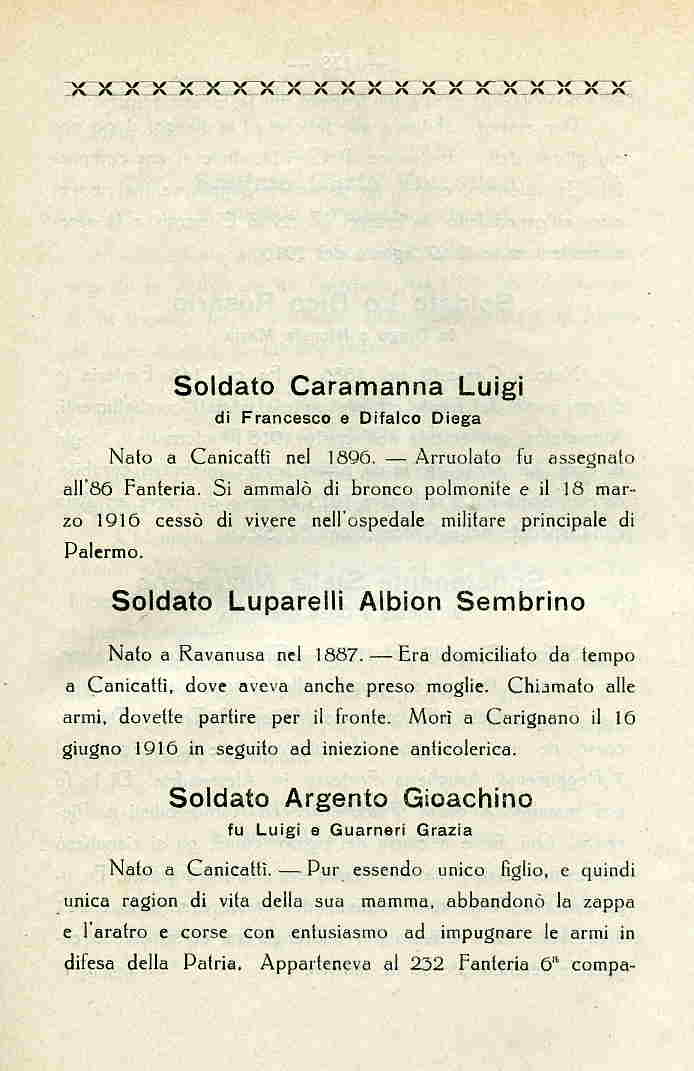 Soldato Caramanna Luigi
di Francesco e Difalco Diega
Nato a Canicattì nel 1896. — Arruolato fu assegnato
all'86 Fanteria. Si ammalò di bronco polmonite e il 18 mar-
zo 1916 cessò di vivere nell'ospedale militare principale di
Palermo.
Soldato Luparelli Albion Sembrino
Nato a Ravanusa nel 1887. — Era domiciliato da tempo
a Canicattì, dove aveva anche preso moglie. Chiamato alle
armi, dovette partire per il fronte. Morì a Carignano il 16
giugno 1916 in seguito ad iniezione anticolerica.
Soldato Argento Gioachino
fu Luigi e Guarneri Grazia
Nato a Canicattì. — Pur essendo unico figlio, e quindi
unica ragion di vita della sua mamma, abbandonò la zappa
e l'aratro e corse con entusiasmo ad impugnare le armi in
difesa della Patria. Apparteneva al 232 Fanteria 6ª compa-